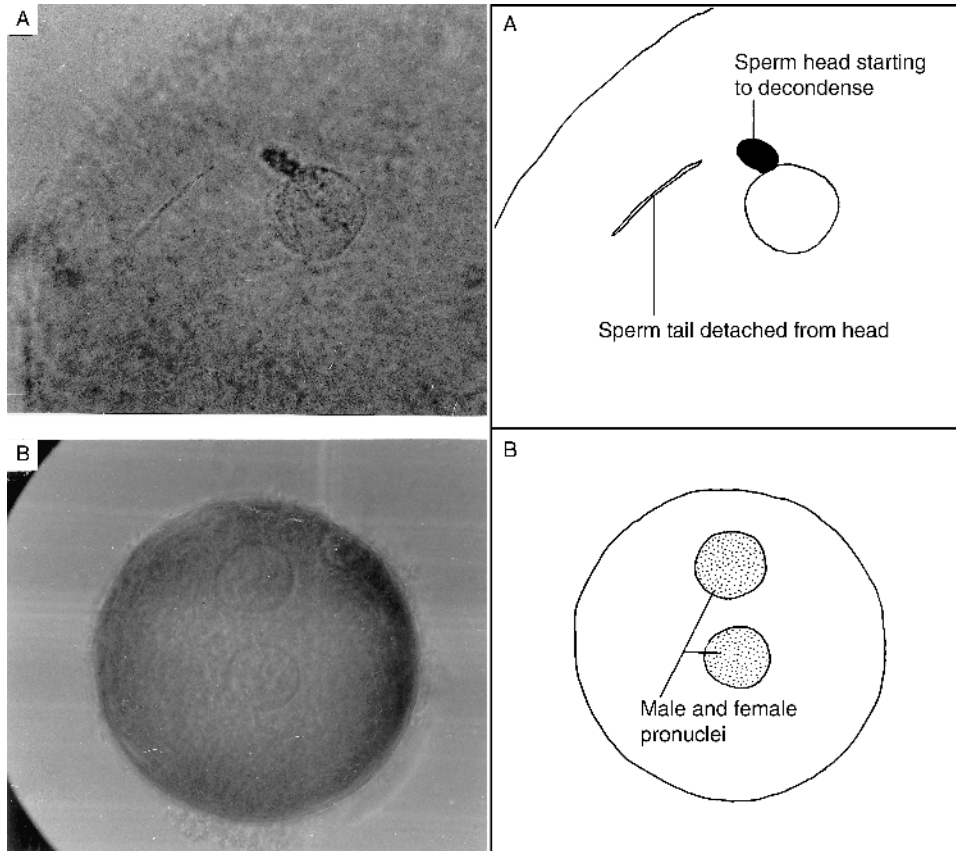 A
A
Sperm head starting
to decondense
Sperm tail detached from head
B
B
Male and female
pronuclei